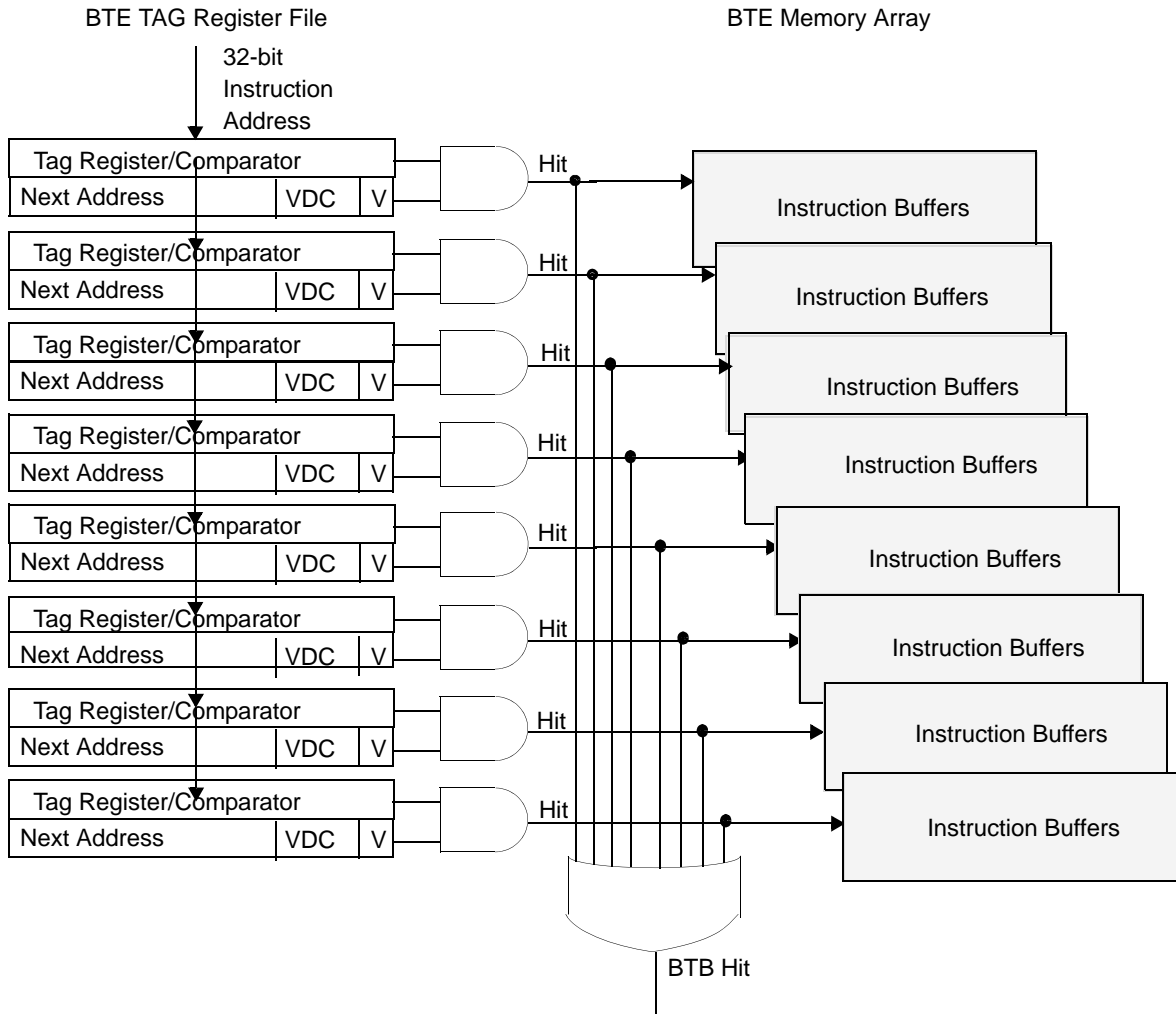 BTE TAG Register File
BTE Memory Array
32-bit
Instruction
Address
Tag Register/Comparator
Hit
Next Address VDC V
Instruction Buffers
Tag Register/Comparator
Hit
Next Address VDC V
Instruction Buffers
Tag Register/Comparator
Hit
Next Address VDC V
Instruction Buffers
Tag Register/Comparator
Hit
Next Address VDC V
Instruction Buffers
Tag Register/Comparator
Hit
Next Address VDC V
Instruction Buffers
Tag Register/Comparator
Hit
Next Address VDC V
Instruction Buffers
Tag Register/Comparator
Hit
Next Address VDC V
Instruction Buffers
Tag Register/Comparator
Hit
Next Address VDC V
Instruction Buffers
BTB Hit